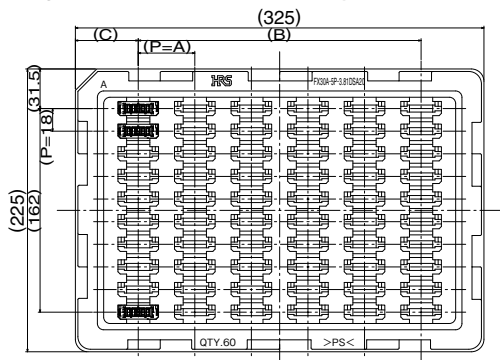 (325)
(C)
(B)
(P=A)
HRS
FX30A-5P-3.81DSA20
A
(31.5)
(P=18)
(225)
(162)
QTY.60
>PS<